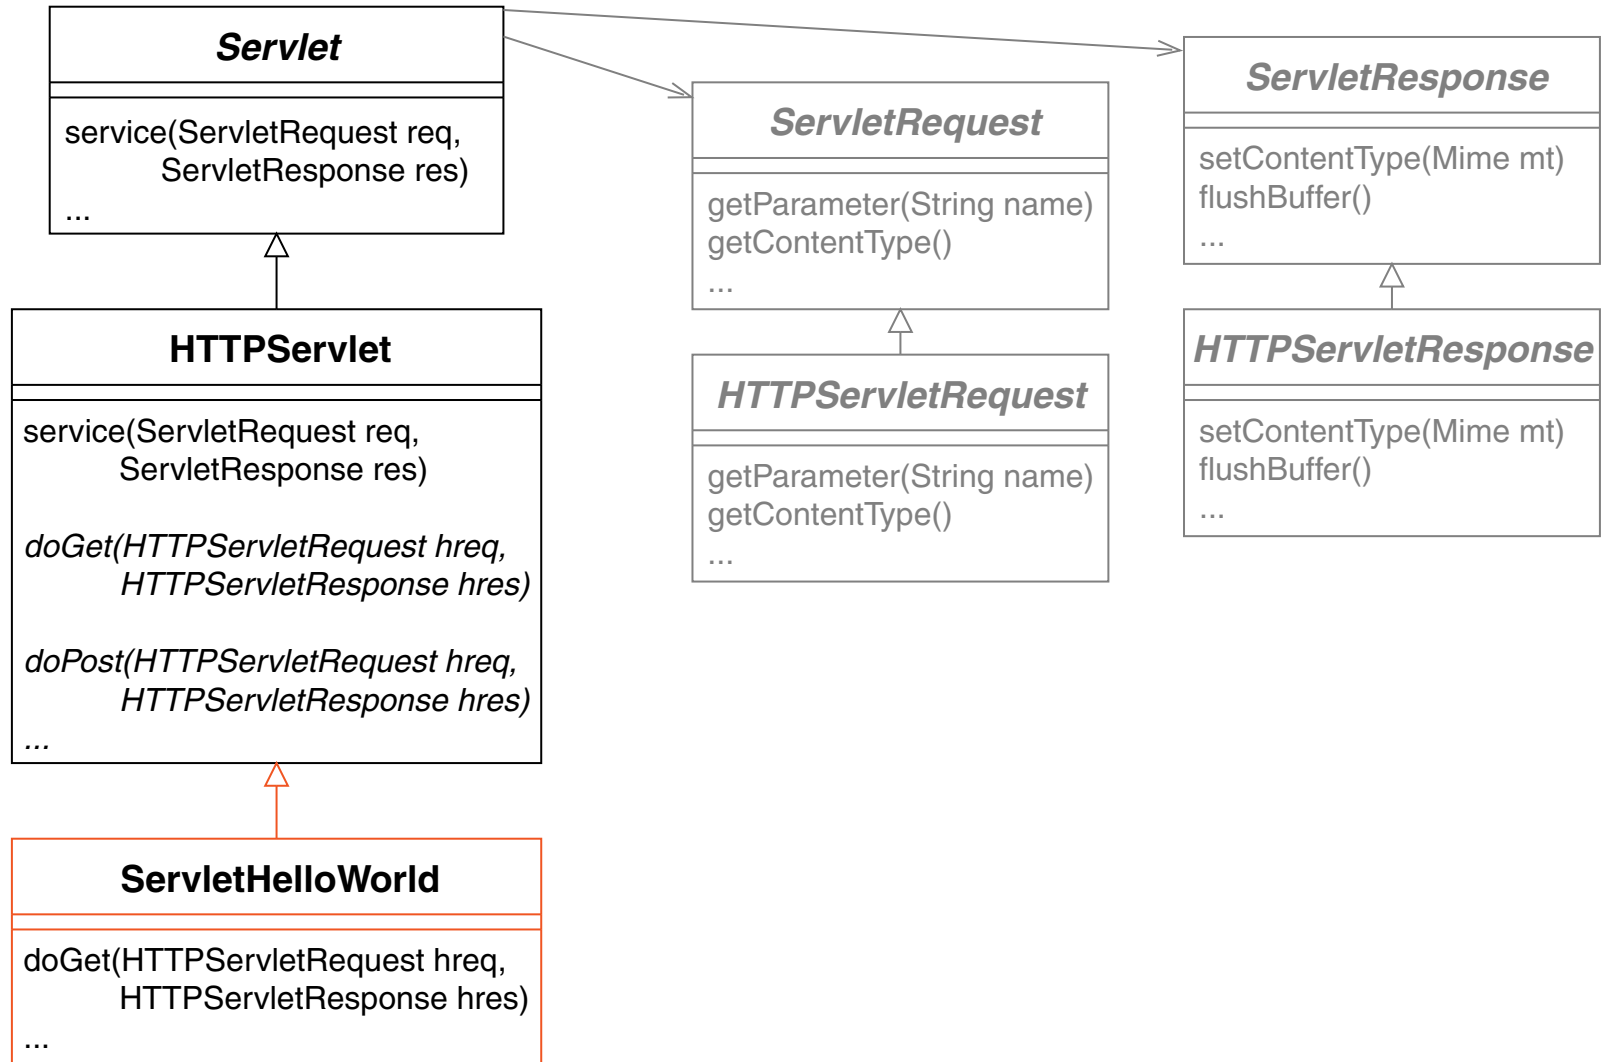 Servlet
service(ServletRequest req,
ServletResponse res)
...
HTTPServlet
service(ServletRequest req,
ServletResponse res)
doGet(HTTPServletRequest hreq,
HTTPServletResponse hres)
doPost(HTTPServletRequest hreq,
HTTPServletResponse hres)
...
ServletHelloWorld
doGet(HTTPServletRequest hreq,
HTTPServletResponse hres)
...
ServletRequest
getParameter(String name)
getContentType()
...
HTTPServletRequest
getParameter(String name)
getContentType()
...
ServletResponse
setContentType(Mime mt)
flushBuffer()
...
HTTPServletResponse
setContentType(Mime mt)
flushBuffer()
...